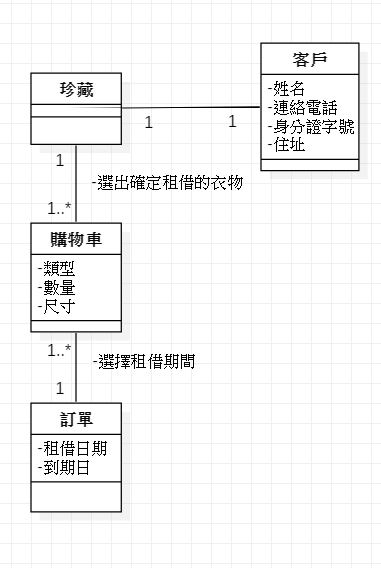 客戶
-姓名
-連絡電話
-身分證字號
-住址
珍藏
1
1
1
-選出確定租借的衣物
1..*
購物車
-類型
-數量
-尺寸
1..*
-選擇租借期間
1
訂單
-租借日期
-到期日